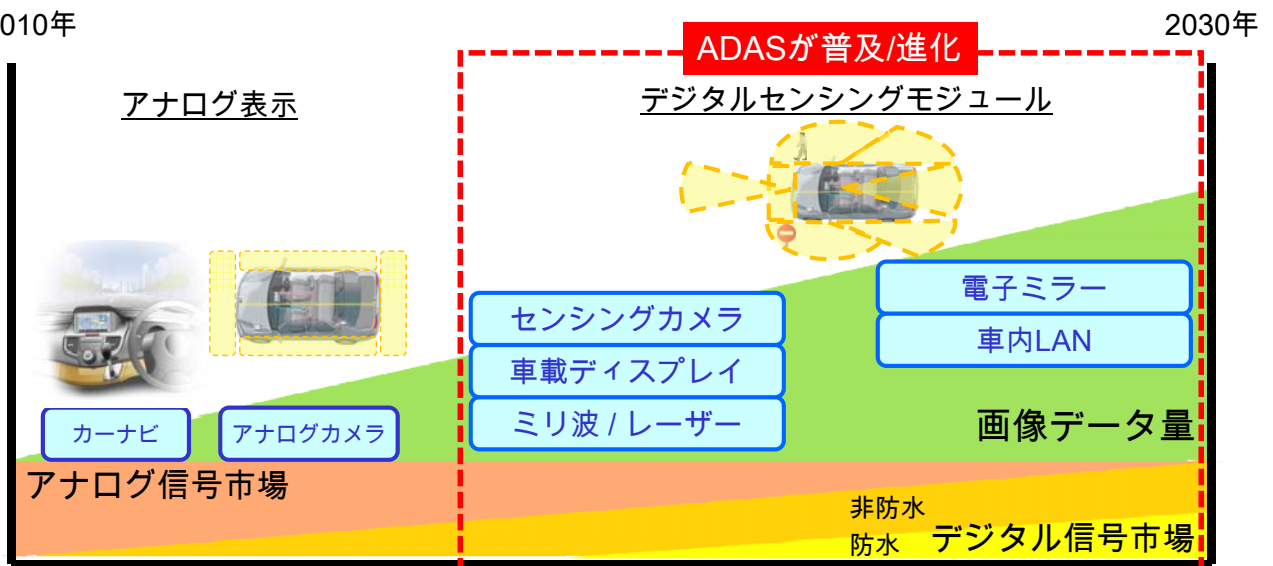 010年
2030年
ADASが普及/進化
アナログ表示
デジタルセンシングモジュール
電子ミラー
センシングカメラ
車内LAN
車載ディスプレイ
カーナビ
アナログカメラ
ミリ波 / レーザー
画像データ量
アナログ信号市場
非防水
防水
デジタル信号市場